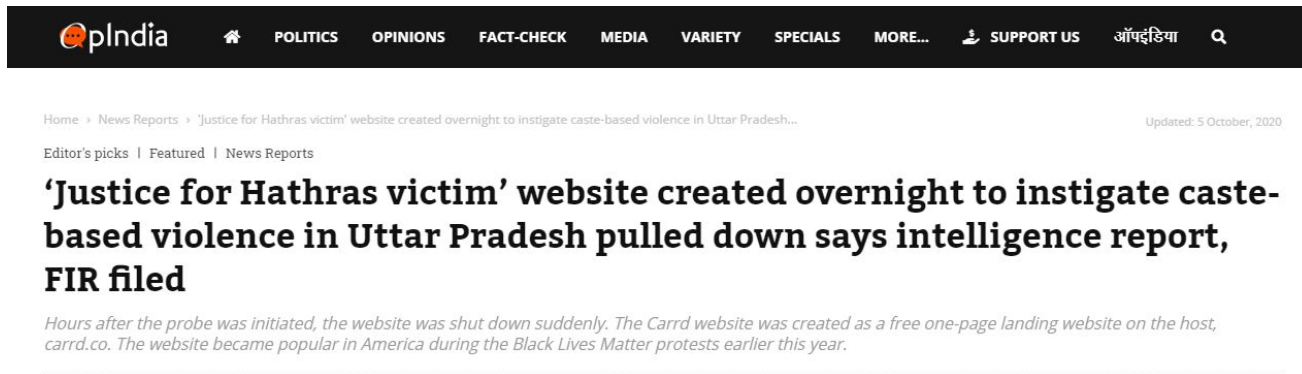 OpIndia POLITICS OPINIONS FACT-CHECK MEDIA VARIETY SPECIALS MORE... SUPPORT US ऑपइंडिया
Home › News Reports › 'Justice for Hathras victim' website created overnight to instigate caste-based violence in Uttar Pradesh...
Updated: 5 October, 2020
Editor's picks | Featured | News Reports
‘Justice for Hathras victim’ website created overnight to instigate caste-
based violence in Uttar Pradesh pulled down says intelligence report,
FIR filed
Hours after the probe was initiated, the website was shut down suddenly. The Carrd website was created as a free one-page landing website on the host,
carrd.co. The website became popular in America during the Black Lives Matter protests earlier this year.